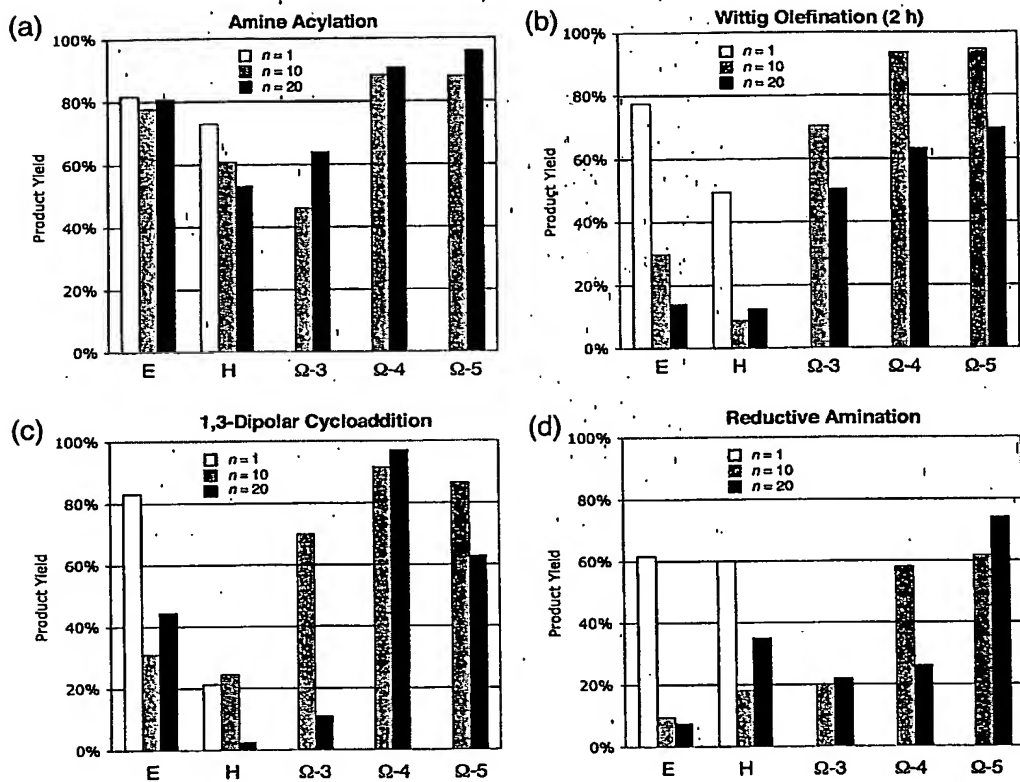 (a)
Amine Acylation
100%
80%
60%
40%
20%
0%
Product Yield
n = 1
n = 10
n = 20
E H Ω-3 Ω-4 Ω-5
(b)
Wittig Olefination (2 h)
100%
80%
60%
40%
20%
0%
Product Yield
n = 1
n = 10
n = 20
E H Ω-3 Ω-4 Ω-5
(c)
1,3-Dipolar Cycloaddition
100%
80%
60%
40%
20%
0%
Product Yield
n = 1
n = 10
n = 20
E H Ω-3 Ω-4 Ω-5
(d)
Reductive Amination
100%
80%
60%
40%
20%
0%
Product Yield
n = 1
n = 10
n = 20
E H Ω-3 Ω-4 Ω-5